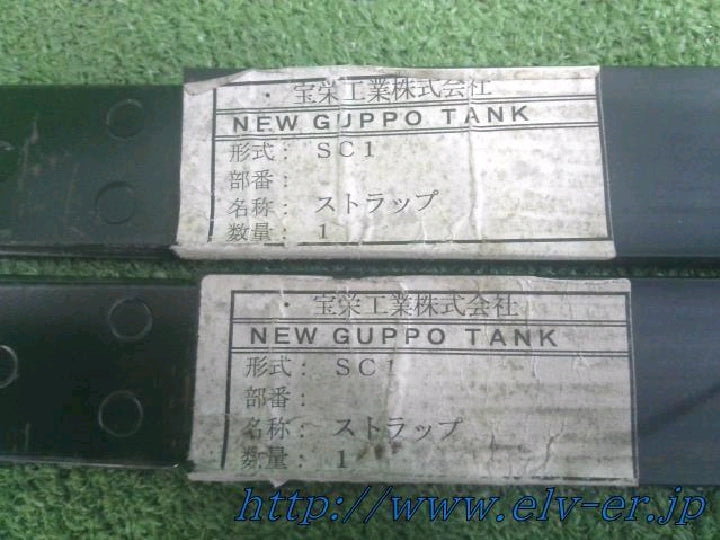 ・宝栄工業株式会社
NEW GUPPO TANK
形式： SC1
部番：
名称： ストラップ
数量： 1
・宝栄工業株式会社
NEW GUPPO TANK
形式： SC1
部番：
名称： ストラップ
数量： 1
http://www.elv-er.jp